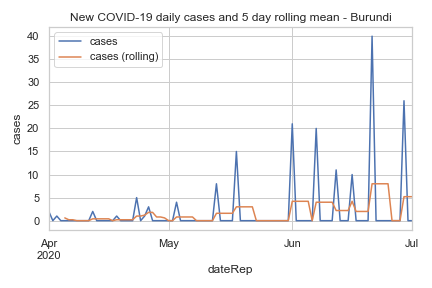 New COVID-19 daily cases and 5 day rolling mean - Burundi
cases
cases (rolling)
40
35
30
25
20
15
10
5
0
cases
Apr
2020
May
Jun
Jul
dateRep